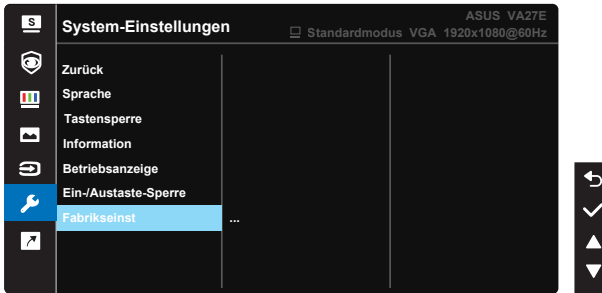 S
System-Einstellungen
ASUS VA27E
Standardmodus VGA 1920x1080@60Hz
Zurück
Sprache
Tastensperre
Information
Betriebsanzeige
Ein-/Austaste-Sperre
Fabrikseinst ...